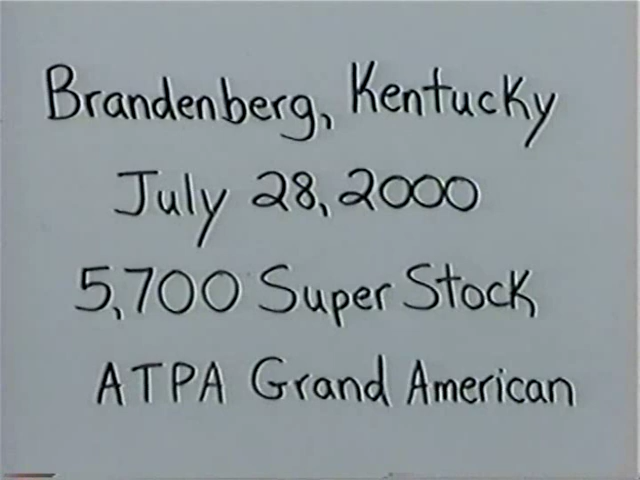 Brandenberg, Kentucky
July 28, 2000
5,700 Super Stock
ATPA Grand American